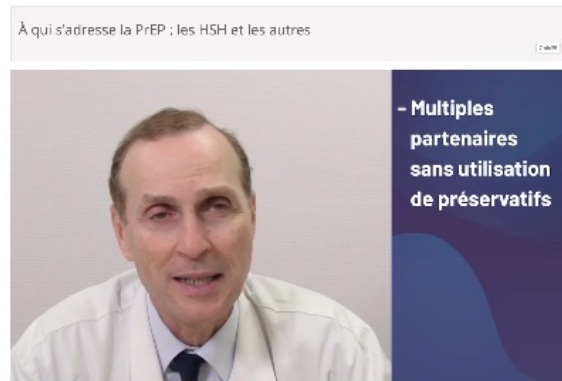 À qui s'adresse la PrEP : les HSH et les autres
– Multiples
partenaires
sans utilisation
de préservatifs